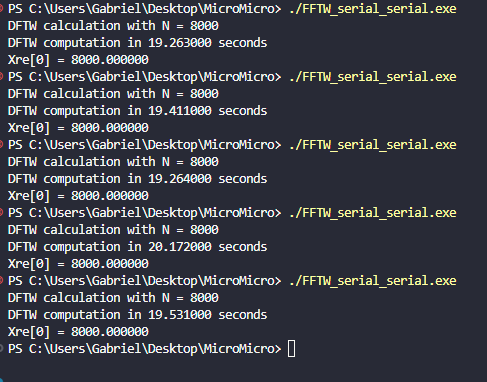 PS C:\Users\Gabriel\Desktop\MicroMicro> ./FFTW_serial_serial.exe
DFTW calculation with N = 8000
DFTW computation in 19.263000 seconds
Xre[0] = 8000.000000
PS C:\Users\Gabriel\Desktop\MicroMicro> ./FFTW_serial_serial.exe
DFTW calculation with N = 8000
DFTW computation in 19.411000 seconds
Xre[0] = 8000.000000
PS C:\Users\Gabriel\Desktop\MicroMicro> ./FFTW_serial_serial.exe
DFTW calculation with N = 8000
DFTW computation in 19.264000 seconds
Xre[0] = 8000.000000
PS C:\Users\Gabriel\Desktop\MicroMicro> ./FFTW_serial_serial.exe
DFTW calculation with N = 8000
DFTW computation in 20.172000 seconds
Xre[0] = 8000.000000
PS C:\Users\Gabriel\Desktop\MicroMicro> ./FFTW_serial_serial.exe
DFTW calculation with N = 8000
DFTW computation in 19.531000 seconds
Xre[0] = 8000.000000
PS C:\Users\Gabriel\Desktop\MicroMicro>